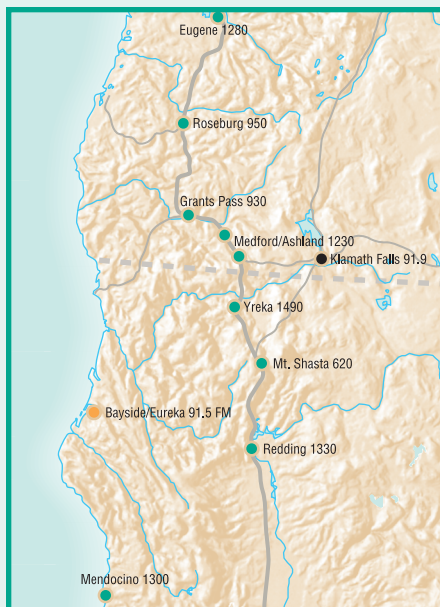 Eugene 1280
Roseburg 950
Grants Pass 930
Medford/Ashland 1230
Klamath Falls 91.9
Yreka 1490
Mt. Shasta 620
Bayside/Eureka 91.5 FM
Redding 1330
Mendocino 1300